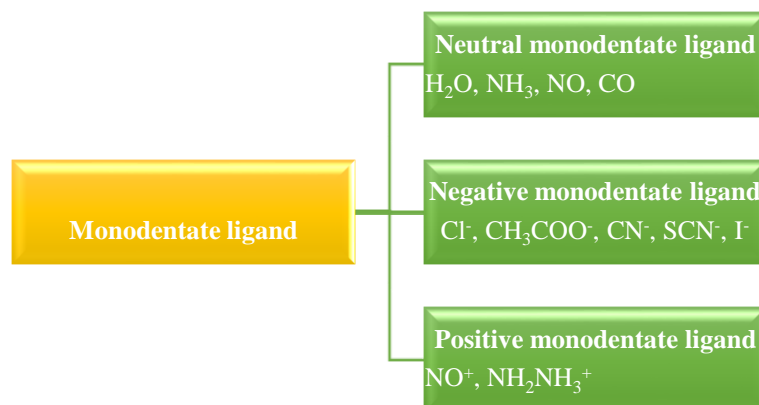 Neutral monodentate ligand
H₂O, NH₃, NO, CO
Monodentate ligand
Negative monodentate ligand
Cl⁻, CH₃COO⁻, CN⁻, SCN⁻, I⁻
Positive monodentate ligand
NO⁺, NH₂NH₃⁺